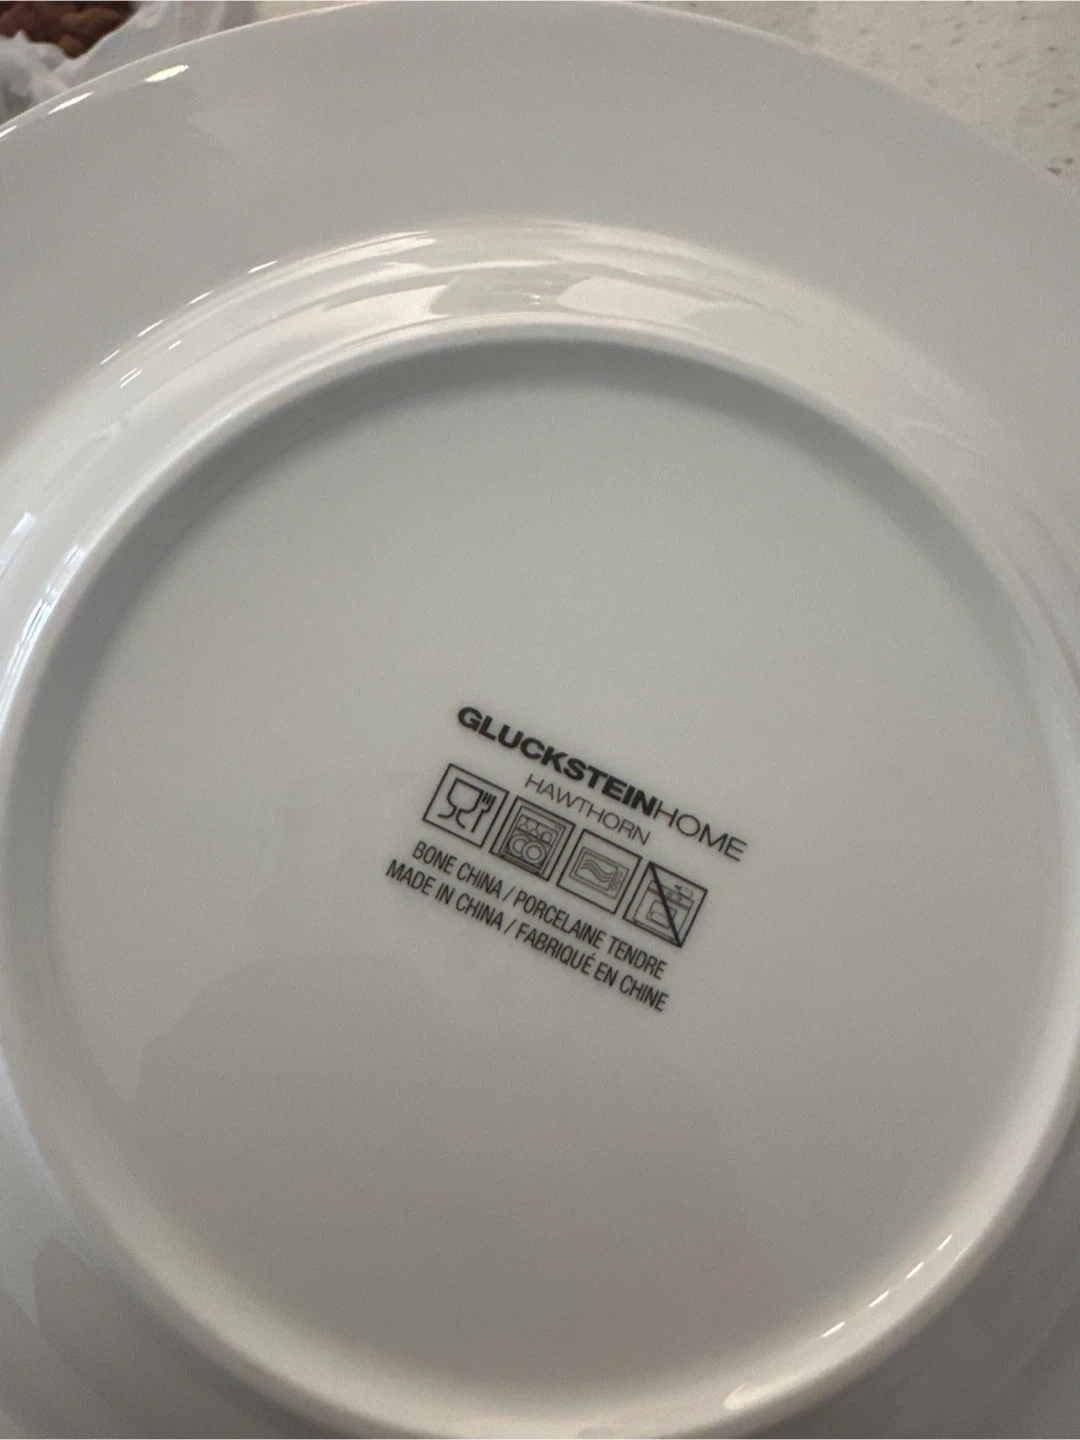 GLUCKSTEINHOME
HAWTHORN
BONE CHINA / PORCELAINE TENDRE
MADE IN CHINA / FABRIQUÉ EN CHINE